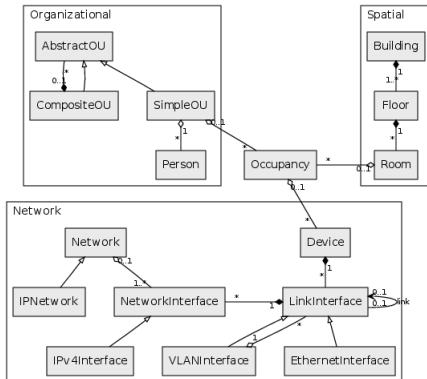 Organizational
Spatial
AbstractOU
Building
*
0..1
1
1..*
CompositeOU
SimpleOU
Floor
0..1
1
1
*
*
*
Person
Occupancy
*
0..1
Room
0..1
Network
*
Network
Device
0..1
1
1..*
*
IPNetwork
NetworkInterface
*
1
LinkInterface
0..1
0..1
link
1
*
IPv4Interface
VLANInterface
EthernetInterface